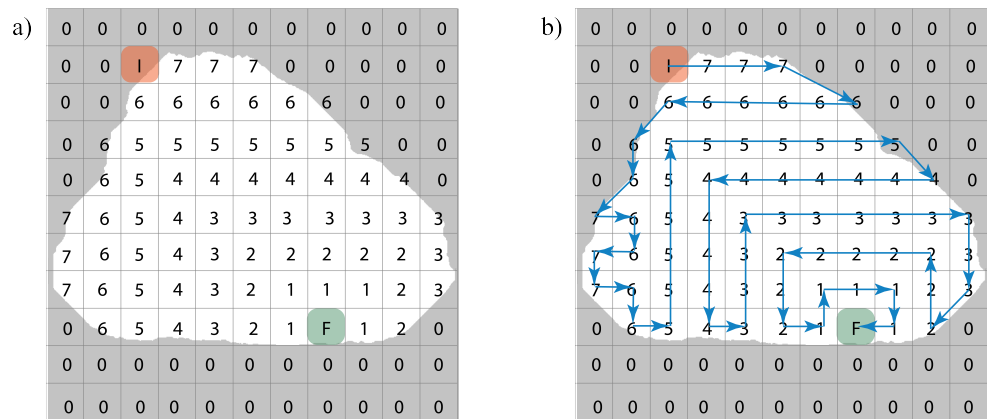 a)
0 0 0 0 0 0 0 0 0 0 0
0 0 I 7 7 7 0 0 0 0 0
0 0 6 6 6 6 6 6 0 0 0
0 6 5 5 5 5 5 5 5 0 0
0 6 5 4 4 4 4 4 4 4 0
7 6 5 4 3 3 3 3 3 3 3
7 6 5 4 3 2 2 2 2 2 3
7 6 5 4 3 2 1 1 1 2 3
0 6 5 4 3 2 1 F 1 2 0
0 0 0 0 0 0 0 0 0 0 0
0 0 0 0 0 0 0 0 0 0 0
b)
0 0 0 0 0 0 0 0 0 0 0
0 0 I 7 7 7 0 0 0 0 0
0 0 6 6 6 6 6 6 0 0 0
0 6 5 5 5 5 5 5 5 0 0
0 6 5 4 4 4 4 4 4 4 0
7 6 5 4 3 3 3 3 3 3 3
7 6 5 4 3 2 2 2 2 2 3
7 6 5 4 3 2 1 1 1 2 3
0 6 5 4 3 2 1 F 1 2 0
0 0 0 0 0 0 0 0 0 0 0
0 0 0 0 0 0 0 0 0 0 0